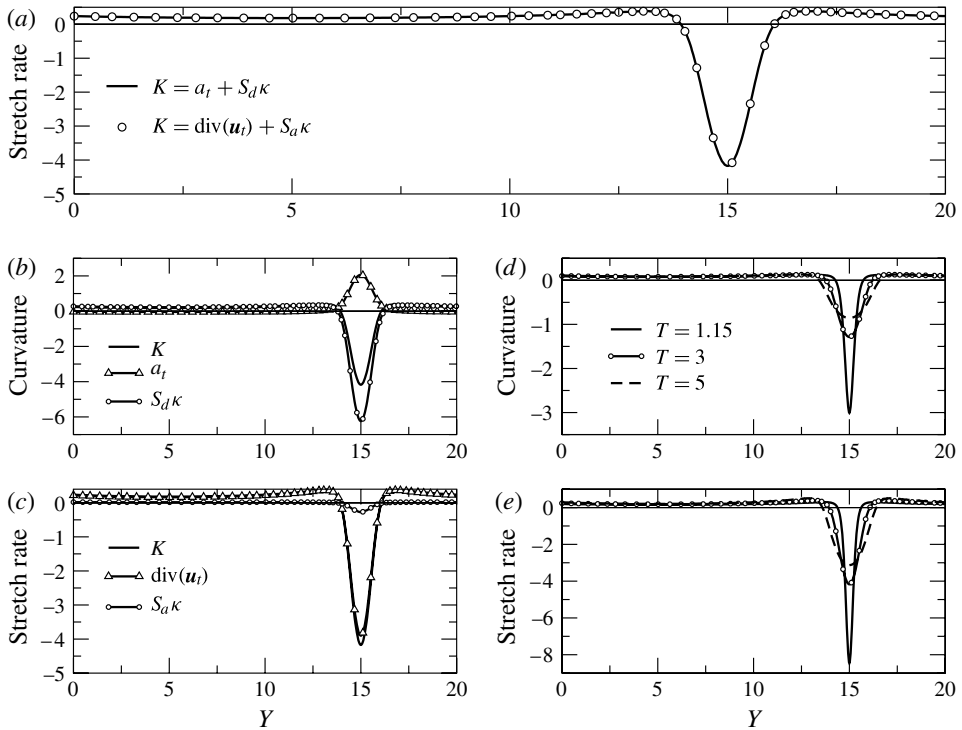 (a)
0
-1
-2
-3
-4
-5
Stretch rate
K = a_t + S_d κ
K = div(u_t) + S_a κ
0 5 10 15 20
(b)
2
0
-2
-4
-6
Curvature
K
a_t
S_d κ
0 5 10 15 20
(d)
0
-1
-2
-3
Curvature
T = 1.15
T = 3
T = 5
0 5 10 15 20
(c)
0
-1
-2
-3
-4
-5
Stretch rate
K
div(u_t)
S_a κ
0 5 10 15 20
Y
(e)
0
-2
-4
-6
-8
Stretch rate
0 5 10 15 20
Y